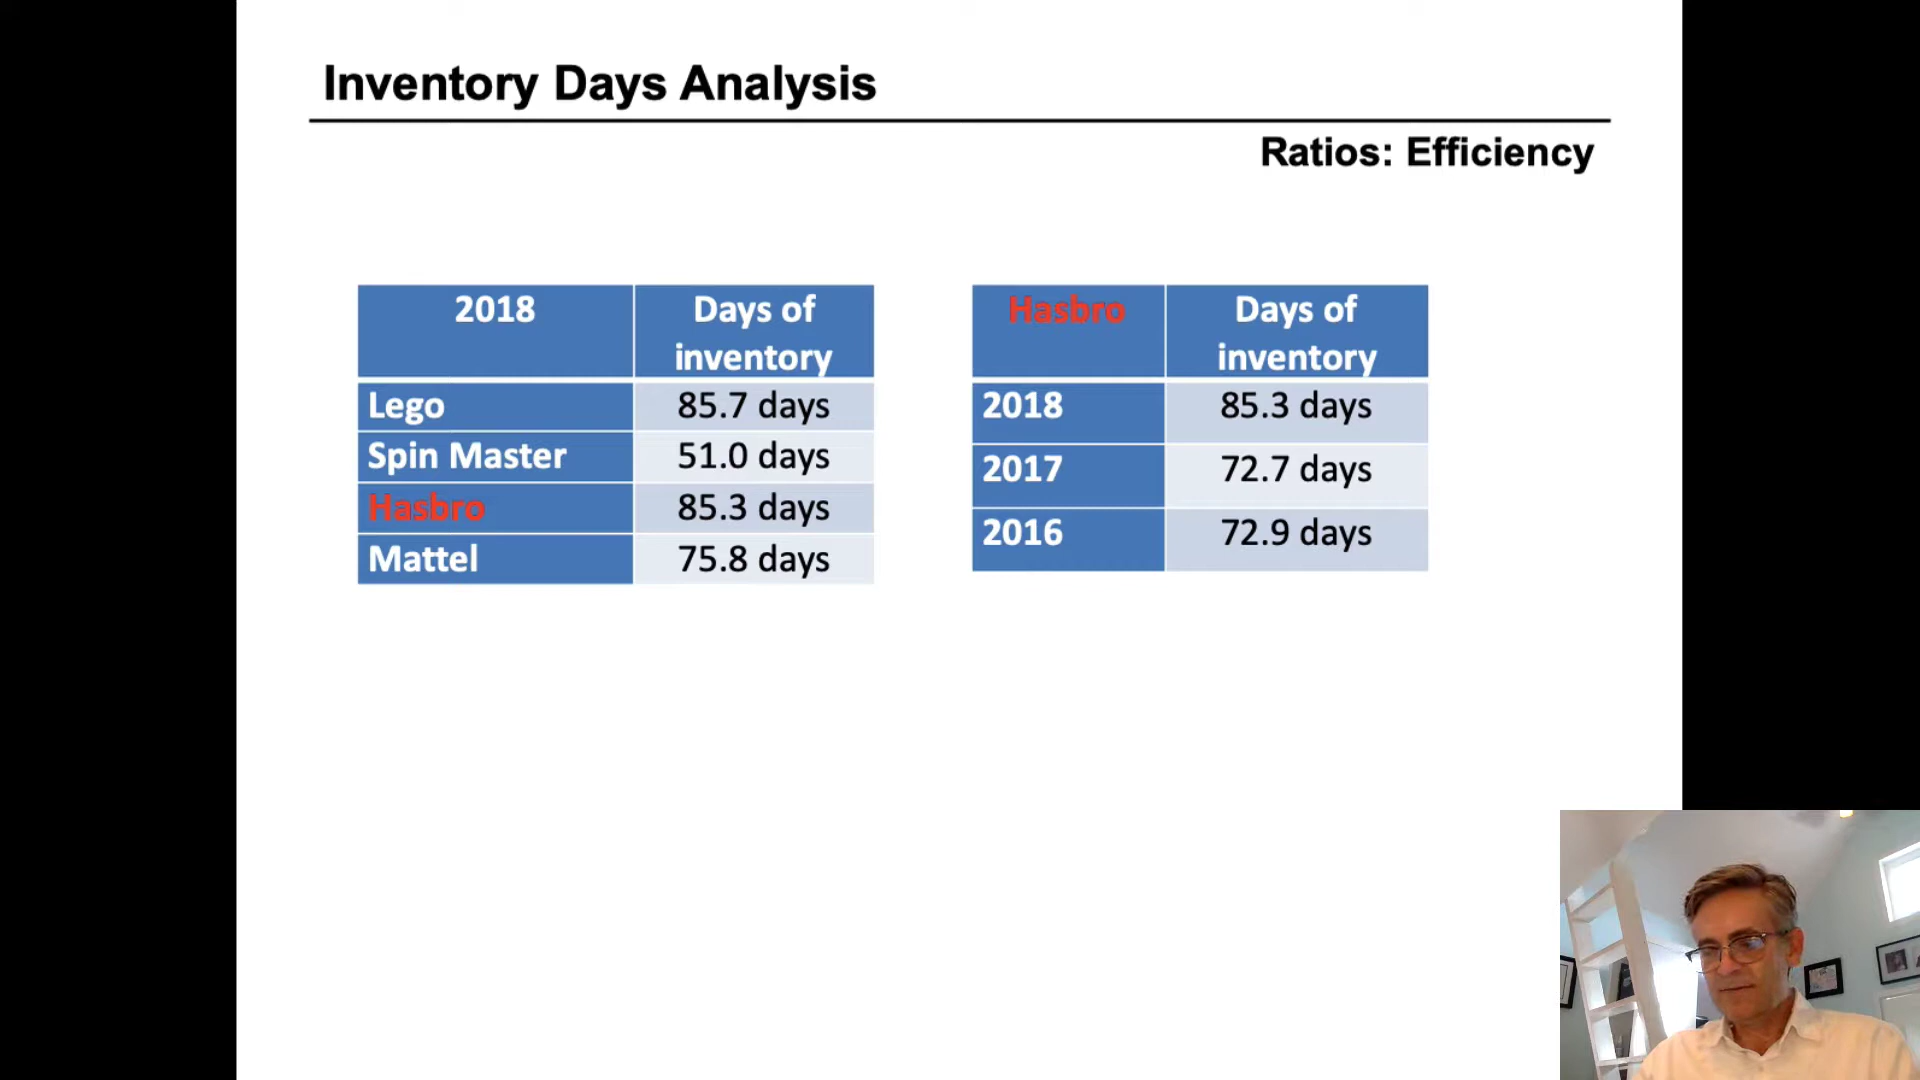 Inventory Days Analysis
Ratios: Efficiency
2018 Days of
inventory
Lego 85.7 days
Spin Master 51.0 days
Hasbro 85.3 days
Mattel 75.8 days
Hasbro Days of
inventory
2018 85.3 days
2017 72.7 days
2016 72.9 days